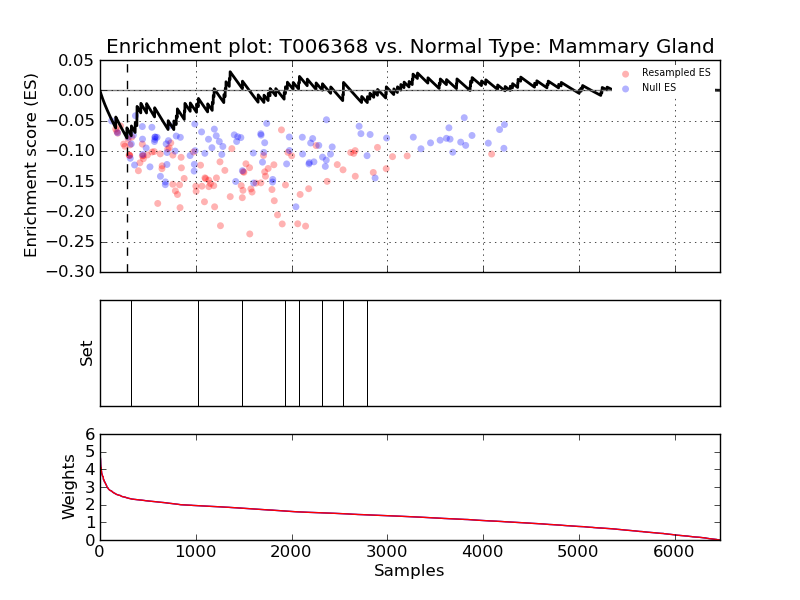 Enrichment plot: T006368 vs. Normal Type: Mammary Gland
Enrichment score (ES)
0.05
0.00
−0.05
−0.10
−0.15
−0.20
−0.25
−0.30
Resampled ES
Null ES
Set
Weights
6
5
4
3
2
1
0
0 1000 2000 3000 4000 5000 6000
Samples